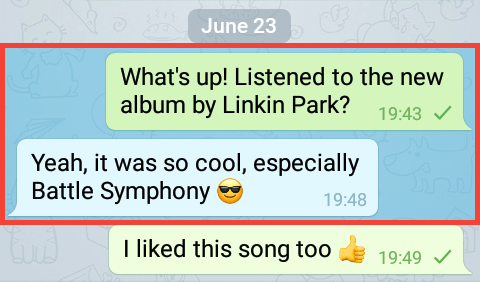 June 23
What's up! Listened to the new
album by Linkin Park?
19:43
Yeah, it was so cool, especially
Battle Symphony 😎
19:48
I liked this song too 👍
19:49